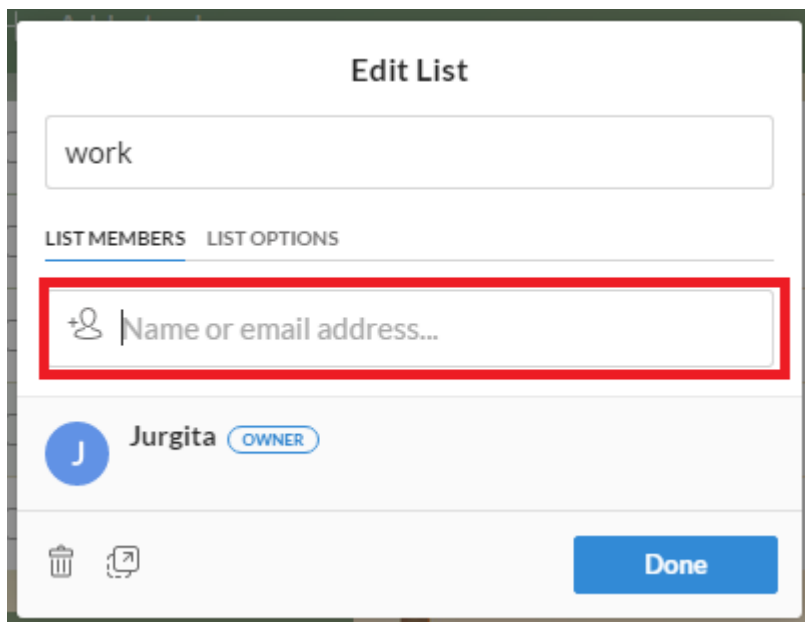 Edit List
work
LIST MEMBERS LIST OPTIONS
Name or email address...
Jurgita OWNER
J
Done